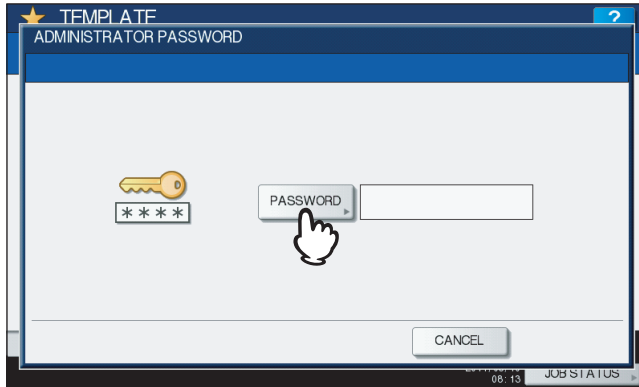 TEMPLATE
?
ADMINISTRATOR PASSWORD
****
PASSWORD
CANCEL
08:13
JOB STATUS